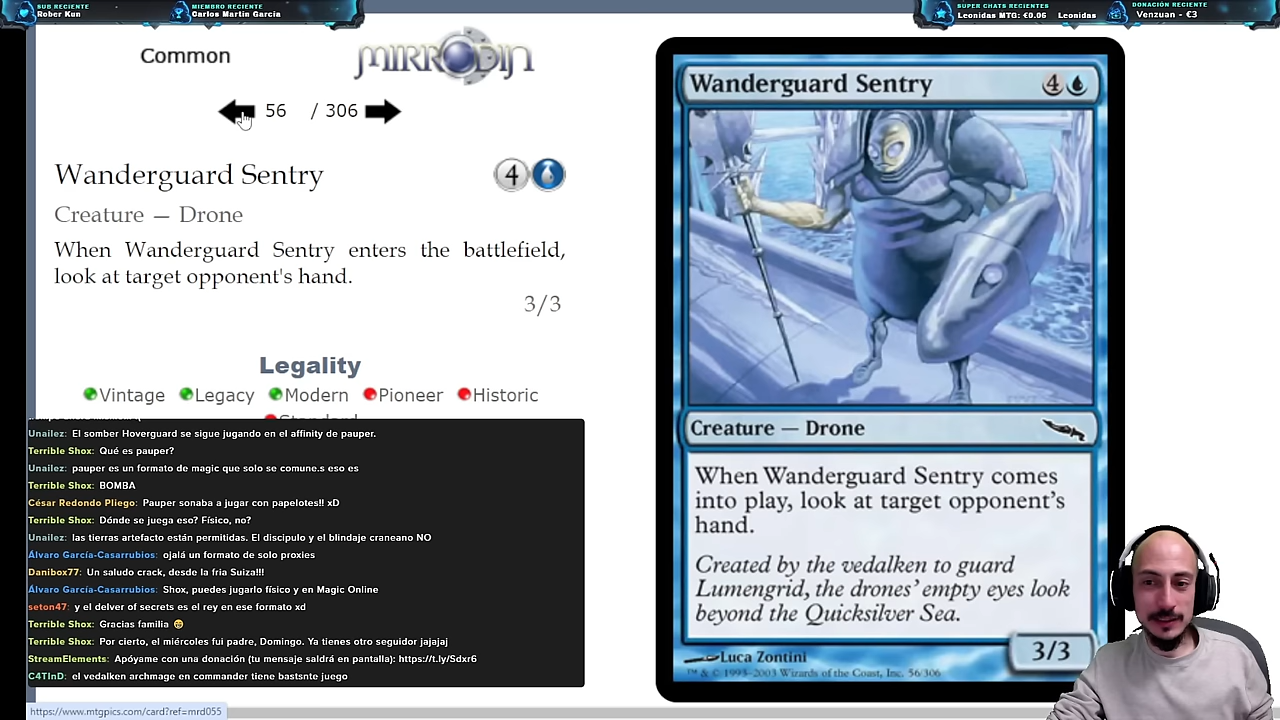 SUB RECIENTE
Rober Kun
MIEMBRO RECIENTE
Carlos Martin Garcia
SUPER CHATS RECIENTES
Leonidas MTG: €0.06 Leonidas
DONACIÓN RECIENTE
Venzuan - €3
Common
MIRRODIN
56 / 306
Wanderguard Sentry
4
Creature — Drone
When Wanderguard Sentry enters the battlefield,
look at target opponent's hand.
3/3
Legality
Vintage Legacy Modern Pioneer Historic
Standard
Unailez: El Somber Hoverguard se sigue jugando en el affinity de pauper.
Terrible Shox: Qué es pauper?
Unailez: pauper es un formato de magic que solo se comune.s eso es
Terrible Shox: BOMBA
César Redondo Pliego: Pauper sonaba a jugar con papelotes!! xD
Terrible Shox: Dónde se juega eso? Físico, no?
Unailez: las tierras artefacto están permitidas. El discipulo y el blindaje craneano NO
Álvaro García-Casarrubios: ojalá un formato de solo proxies
Danibox77: Un saludo crack, desde la fria Suiza!!!
Álvaro García-Casarrubios: Shox, puedes jugarlo físico y en Magic Online
seton47: y el delver of secrets es el rey en ese formato xd
Terrible Shox: Gracias familia 😄
Terrible Shox: Por cierto, el miércoles fui padre, Domingo. Ya tienes otro seguidor jajajaj
StreamElements: Apóyame con una donación (tu mensaje saldrá en pantalla): https://t.ly/Sdxr6
C4TInD: el vedalken archmage en commander tiene bastsnte juego
https://www.mtgpics.com/card?ref=mrd055
Wanderguard Sentry
4
Creature — Drone
When Wanderguard Sentry comes
into play, look at target opponent's
hand.
Created by the vedalken to guard
Lumengrid, the drones' empty eyes look
beyond the Quicksilver Sea.
3/3
Luca Zontini
™ & © 1993-2003 Wizards of the Coast, Inc. 56/306